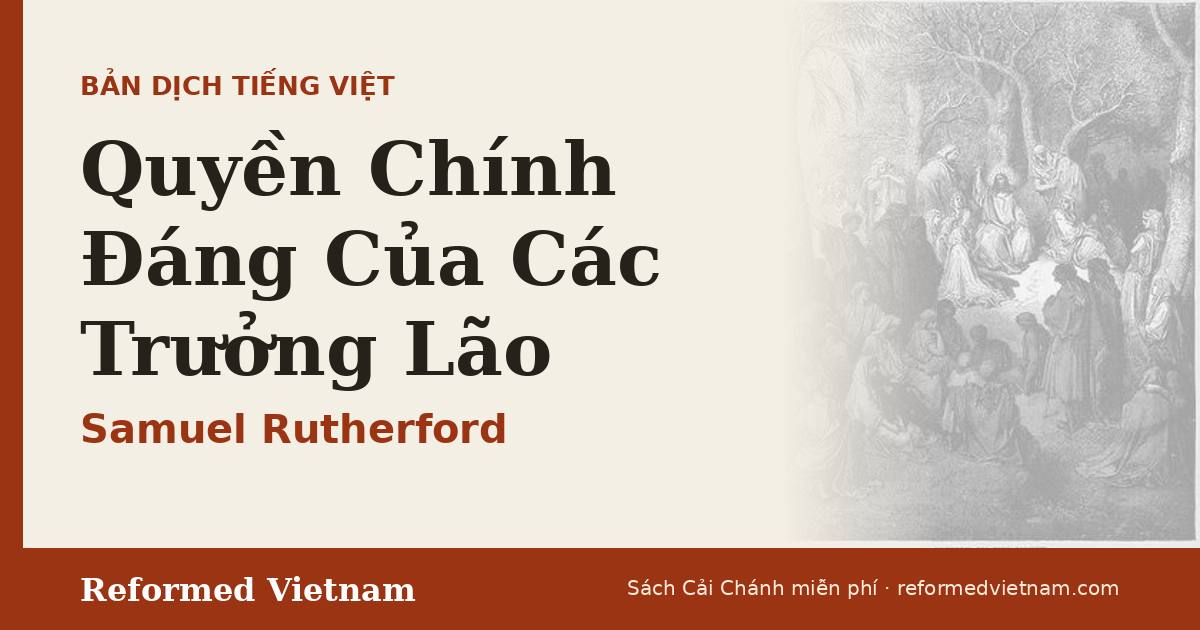 BẢN DỊCH TIẾNG VIỆT
Quyền Chính
Đáng Của Các
Trưởng Lão
Samuel Rutherford
Reformed Vietnam
Sách Cải Chánh miễn phí · reformedvietnam.com